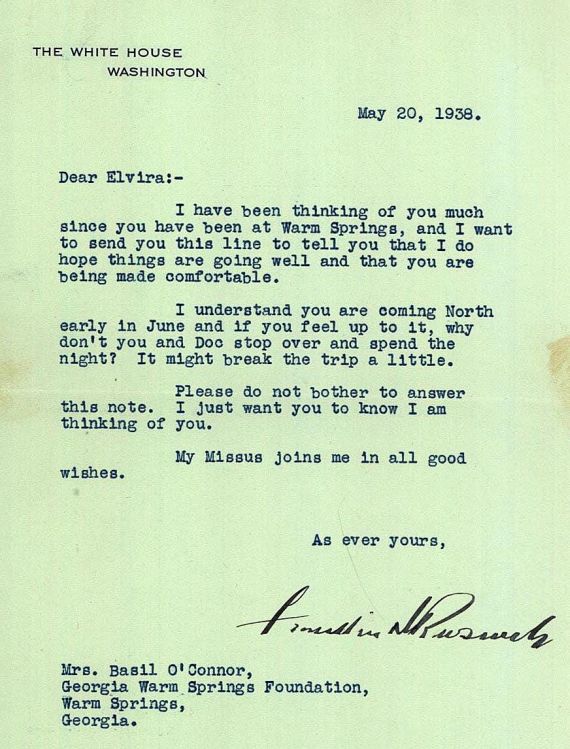 THE WHITE HOUSE
WASHINGTON
May 20, 1938.
Dear Elvira:-
I have been thinking of you much
since you have been at Warm Springs, and I want
to send you this line to tell you that I do
hope things are going well and that you are
being made comfortable.
I understand you are coming North
early in June and if you feel up to it, why
don't you and Doc stop over and spend the
night? It might break the trip a little.
Please do not bother to answer
this note. I just want you to know I am
thinking of you.
My Missus joins me in all good
wishes.
As ever yours,
Franklin D Roosevelt
Mrs. Basil O'Connor,
Georgia Warm Springs Foundation,
Warm Springs,
Georgia.